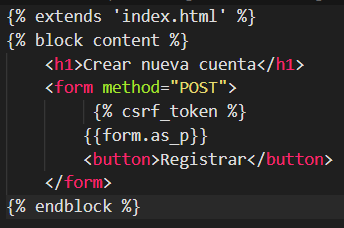 {% extends 'index.html' %}
{% block content %}
    <h1>Crear nueva cuenta</h1>
    <form method="POST">
         {% csrf_token %}
        {{form.as_p}}
        <button>Registrar</button>
    </form>
{% endblock %}